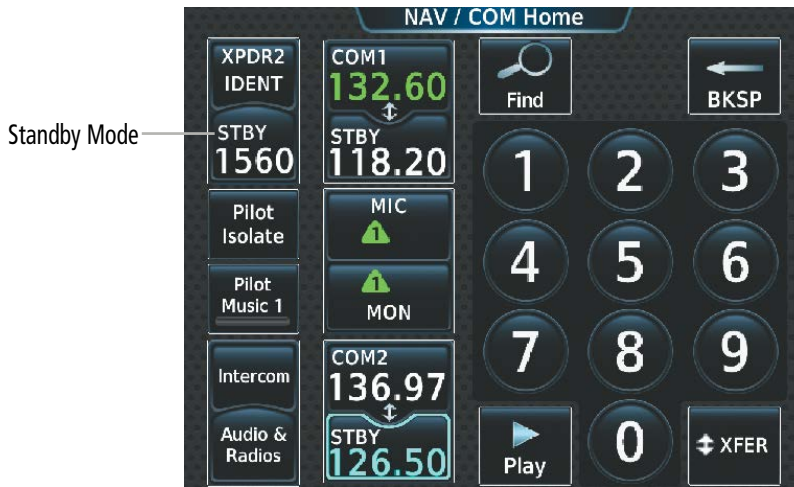 NAV / COM Home
Standby Mode
XPDR2
IDENT
STBY
1560
Pilot
Isolate
Pilot
Music 1
Intercom
Audio &
Radios
COM1
132.60
STBY
118.20
MIC
1
1
MON
COM2
136.97
STBY
126.50
Find
BKSP
1 2 3
4 5 6
7 8 9
Play
0
XFER